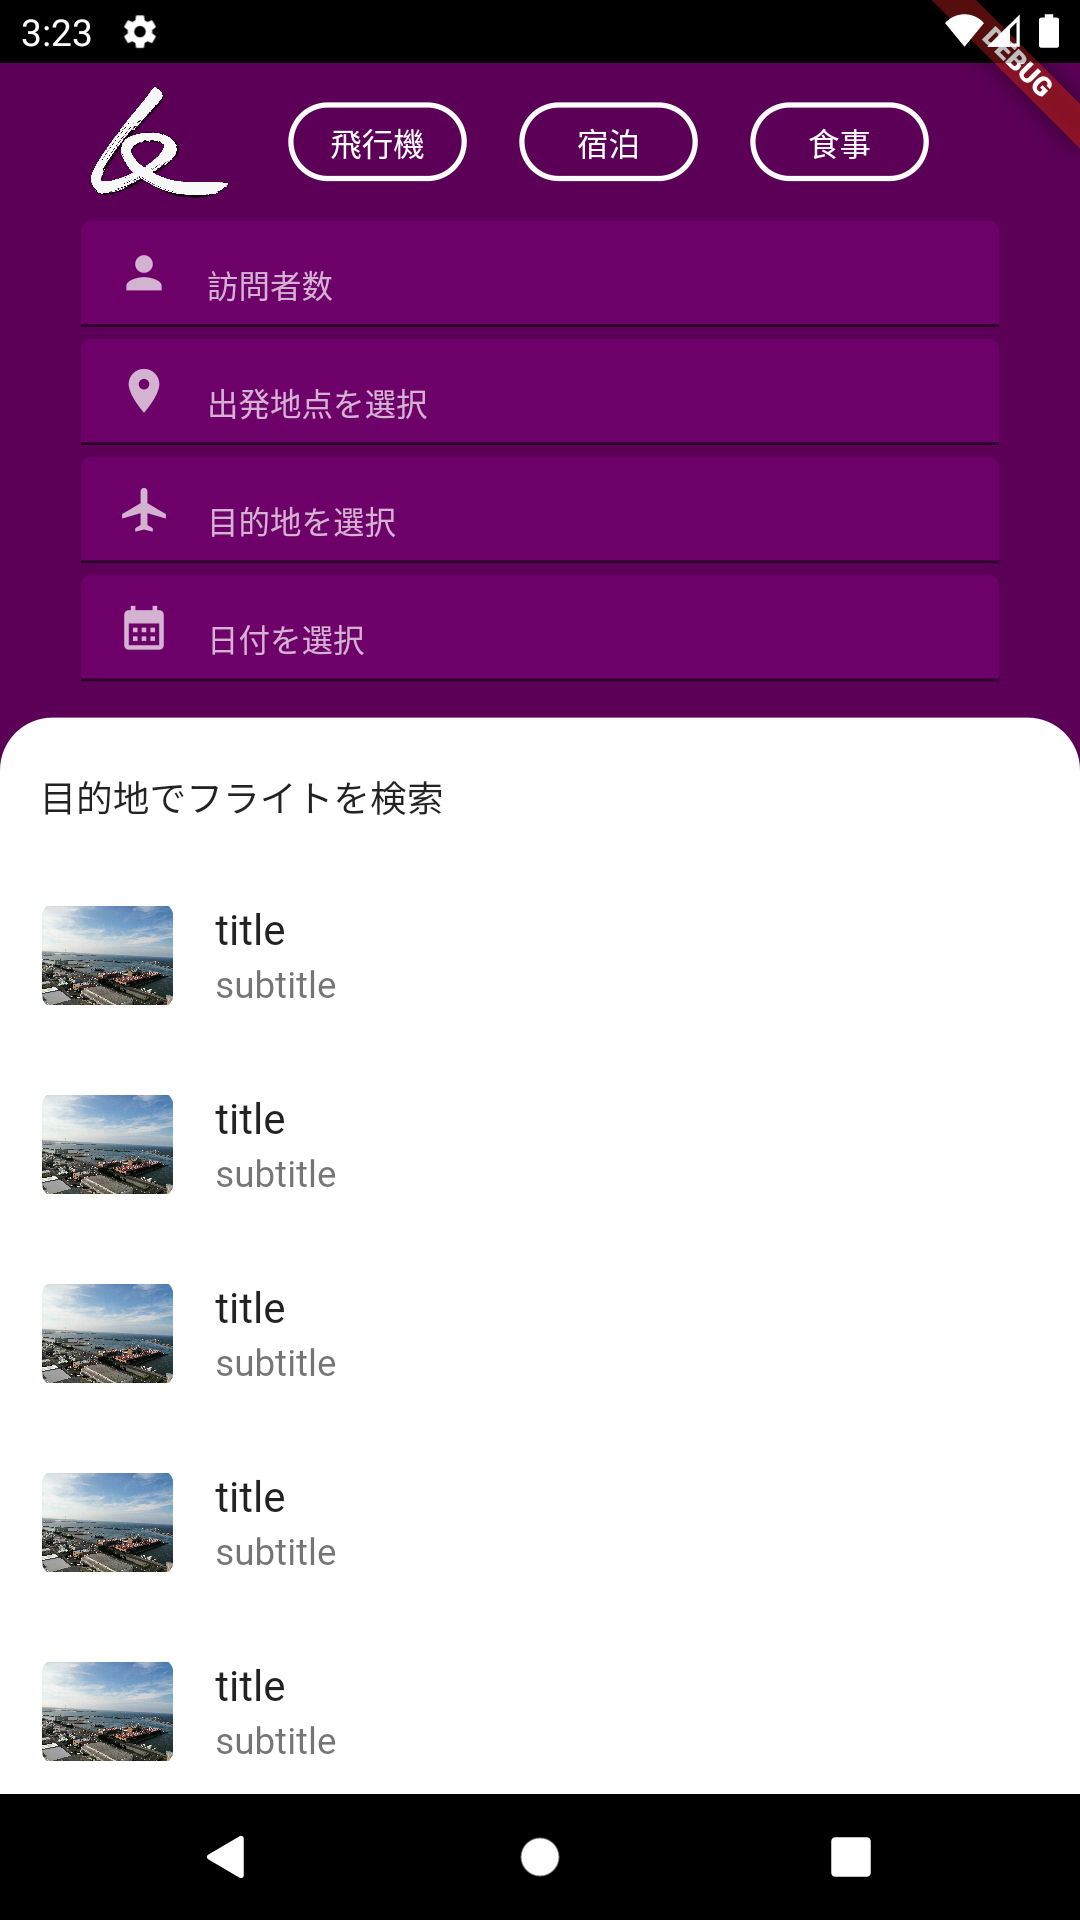 3:23
DEBUG
飛行機 宿泊 食事
訪問者数
出発地点を選択
目的地を選択
日付を選択
目的地でフライトを検索
title
subtitle
title
subtitle
title
subtitle
title
subtitle
title
subtitle